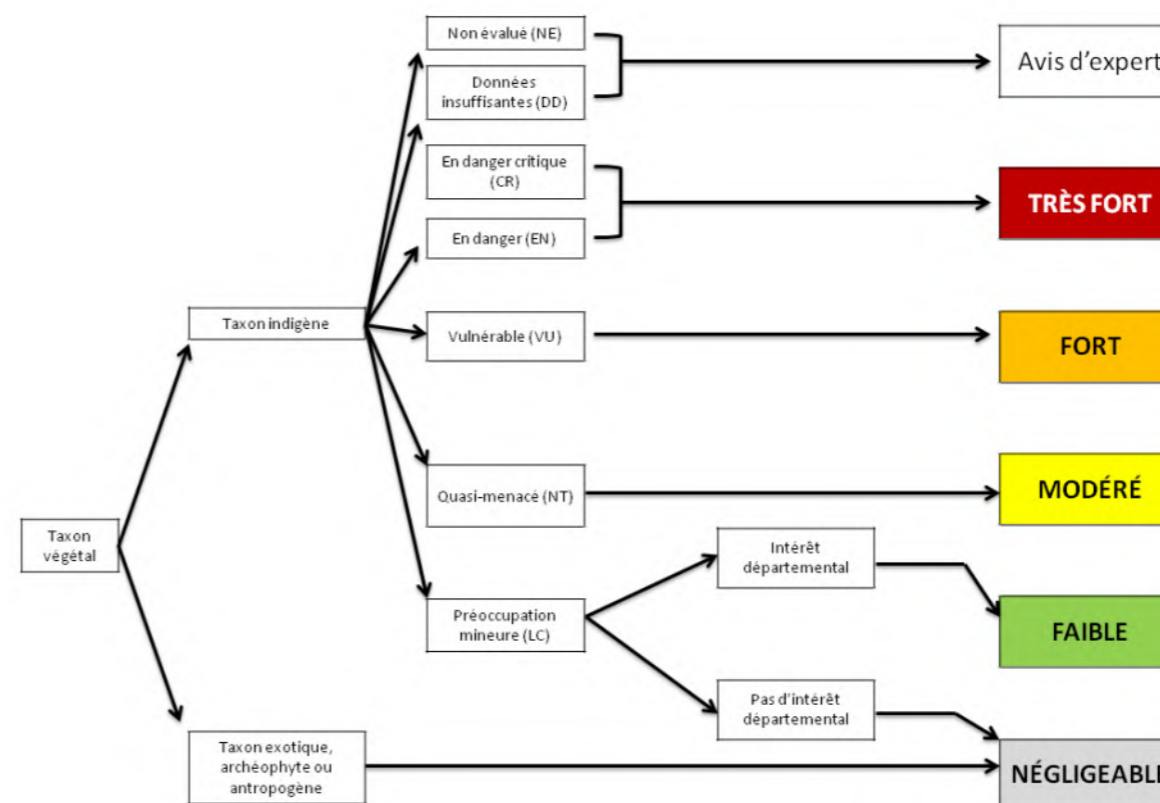 Non évalué (NE)
Données
insuffisantes (DD)
Avis d'expert
En danger critique
(CR)
TRÈS FORT
En danger (EN)
Taxon indigène
Vulnérable (VU)
FORT
Quasi-menacé (NT)
MODÉRÉ
Taxon
végétal
Intérêt
départemental
Préoccupation
mineure (LC)
FAIBLE
Pas d'intérêt
départemental
Taxon exotique,
archéophyte ou
antropogène
NÉGLIGEABLE